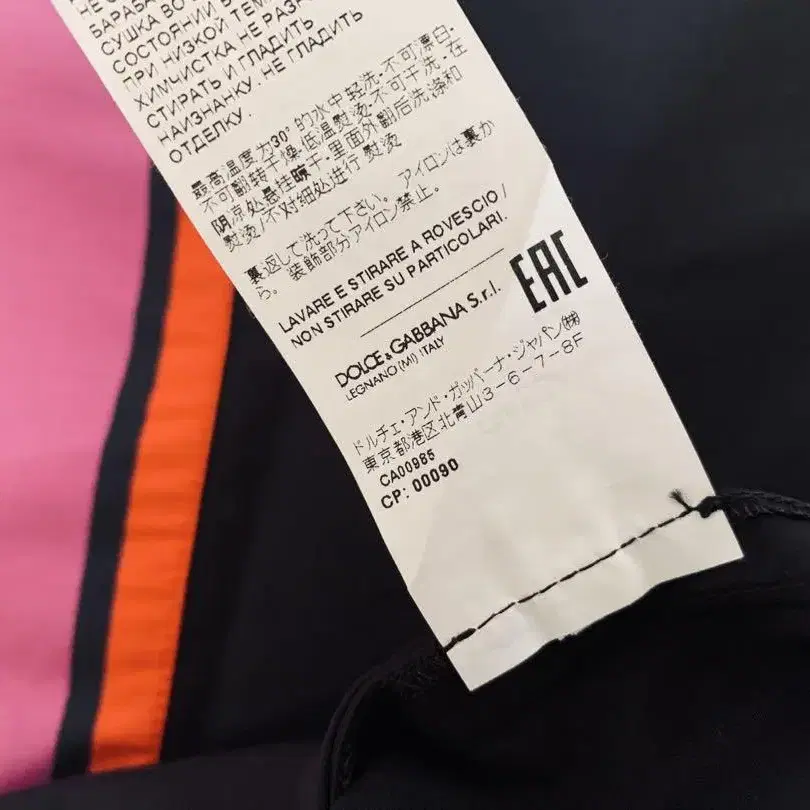 НЕ О
БАРАБА
СУШКА ВО
СОСТОЯНИИ В
ПРИ НИЗКОЙ ТЕМ
ХИМЧИСТКА НЕ РАЗР
СТИРАТЬ И ГЛАДИТЬ
НАИЗНАНКУ. НЕ ГЛАДИТЬ
ОТДЕЛКУ.
最高温度为30°的水中轻洗·不可漂白·
不可翻转干燥·低温熨烫·不可干洗·在
阴凉处悬挂晾干·里面外翻后洗涤和
熨烫/不对细处进行 熨烫
裏返して洗って下さい。アイロンは裏か
ら。装飾部分アイロン禁止。
LAVARE E STIRARE A ROVESCIO /
NON STIRARE SU PARTICOLARI.
EAC
DOLCE & GABBANA S.r.l.
LEGNANO (MI) ITALY
ドルチェ・アンド・ガッバーナ・ジャパン㈱
東京都港区北青山3-6-7-8F
CA00985
CP: 00090